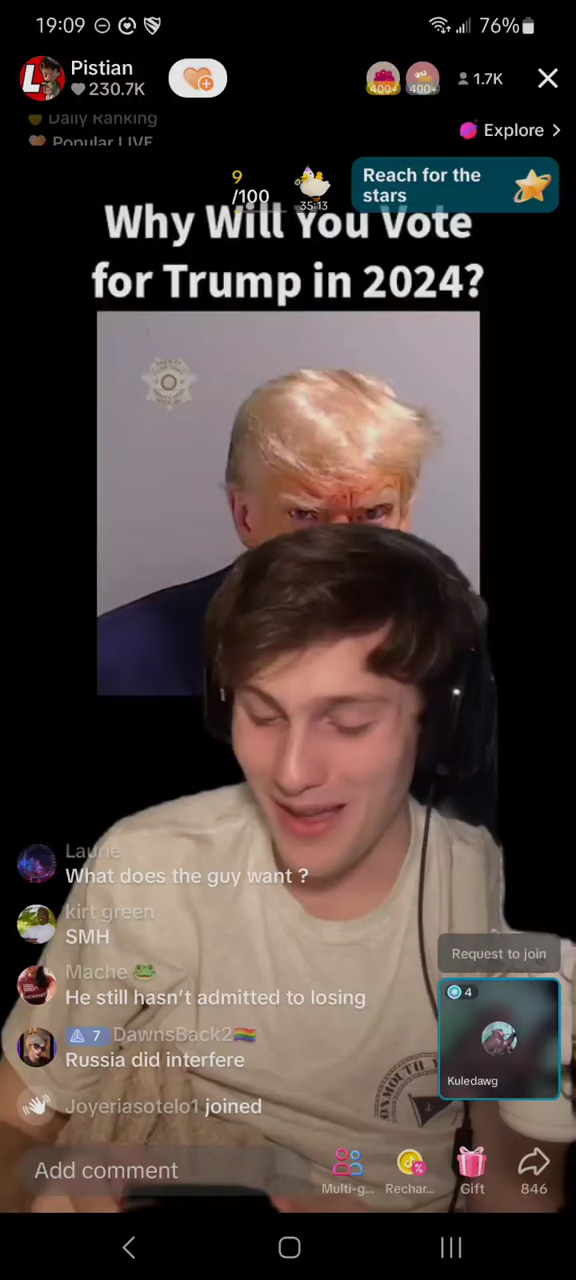 19:09
76%
Pistian
230.7K
400+
400+
1.7K
Daily Ranking
Popular LIVE
Explore >
9
/100
35:13
Reach for the
stars
Why Will You Vote
for Trump in 2024?
Laurie
What does the guy want ?
kirt green
SMH
Mache 🐸
He still hasn't admitted to losing
7 DawnsBack2🏳️‍🌈
Russia did interfere
Joyeriasotelo1 joined
Request to join
4
Kuledawg
Add comment
Multi-g...
Rechar...
Gift
846